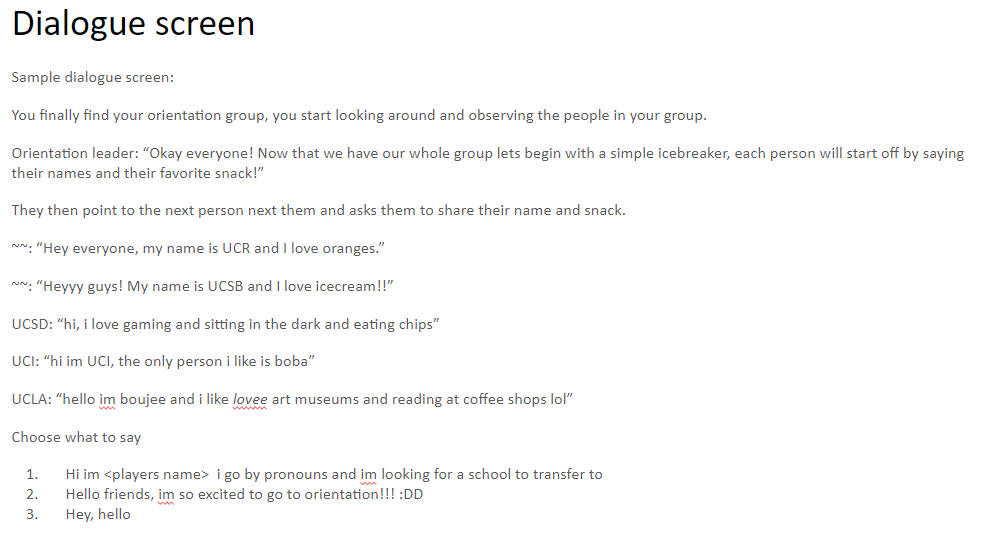 Dialogue screen
Sample dialogue screen:
You finally find your orientation group, you start looking around and observing the people in your group.
Orientation leader: “Okay everyone! Now that we have our whole group lets begin with a simple icebreaker, each person will start off by saying
their names and their favorite snack!”
They then point to the next person next them and asks them to share their name and snack.
~~: “Hey everyone, my name is UCR and I love oranges.”
~~: “Heyyy guys! My name is UCSB and I love icecream!!”
UCSD: “hi, i love gaming and sitting in the dark and eating chips”
UCI: “hi im UCI, the only person i like is boba”
UCLA: “hello im boujee and i like lovee art museums and reading at coffee shops lol”
Choose what to say
1. Hi im <players name>  i go by pronouns and im looking for a school to transfer to
2. Hello friends, im so excited to go to orientation!!! :DD
3. Hey, hello